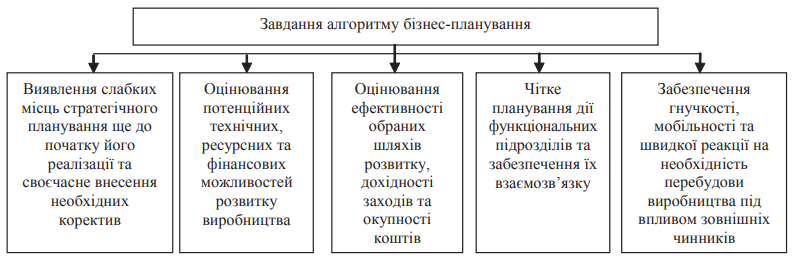 Завдання алгоритму бізнес-планування
Виявлення слабких
місць стратегічного
планування ще до
початку його
реалізації та
своєчасне внесення
необхідних
коректив
Оцінювання
потенційних
технічних,
ресурсних та
фінансових
можливостей
розвитку
виробництва
Оцінювання
ефективності
обраних
шляхів
розвитку,
дохідності
заходів та
окупності
коштів
Чітке
планування дії
функціональних
підрозділів та
забезпечення їх
взаємозв’язку
Забезпечення
гнучкості,
мобільності та
швидкої реакції на
необхідність
перебудови
виробництва під
впливом зовнішніх
чинників